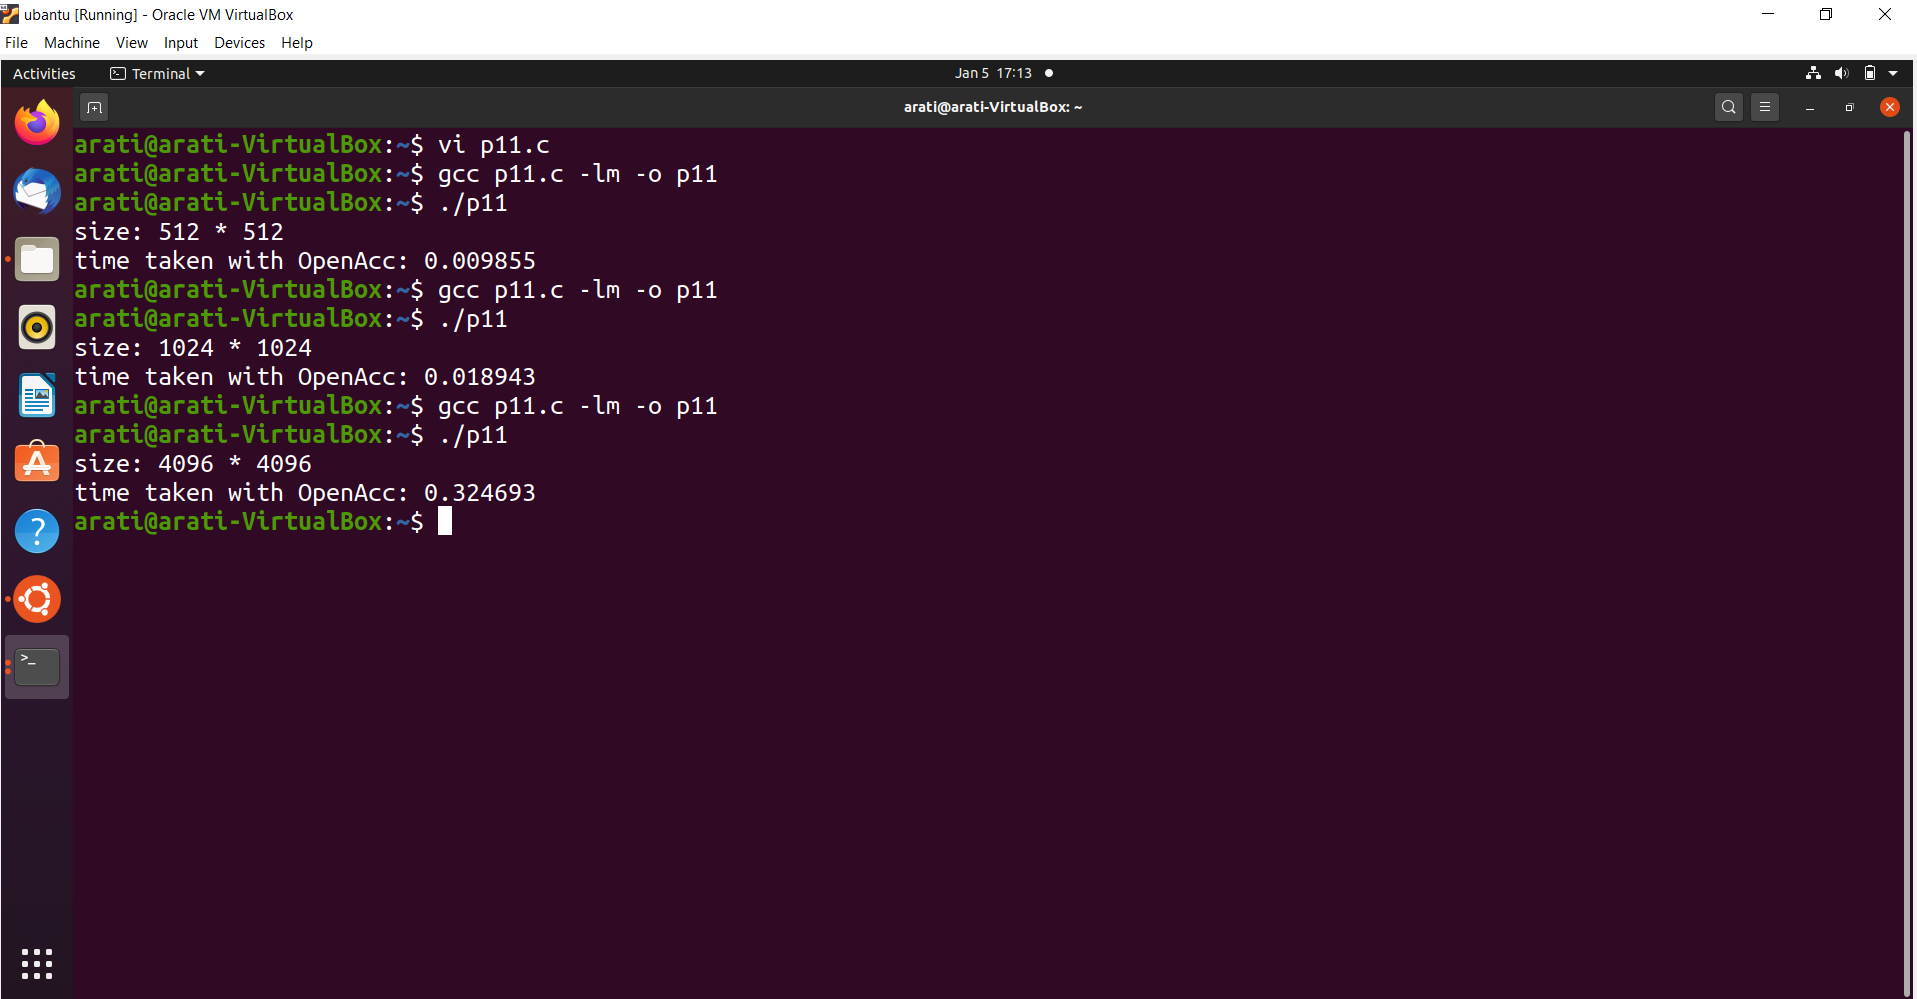 ubantu [Running] - Oracle VM VirtualBox
File Machine View Input Devices Help
Activities Terminal Jan 5 17:13
arati@arati-VirtualBox: ~
arati@arati-VirtualBox:~$ vi p11.c
arati@arati-VirtualBox:~$ gcc p11.c -lm -o p11
arati@arati-VirtualBox:~$ ./p11
size: 512 * 512
time taken with OpenAcc: 0.009855
arati@arati-VirtualBox:~$ gcc p11.c -lm -o p11
arati@arati-VirtualBox:~$ ./p11
size: 1024 * 1024
time taken with OpenAcc: 0.018943
arati@arati-VirtualBox:~$ gcc p11.c -lm -o p11
arati@arati-VirtualBox:~$ ./p11
size: 4096 * 4096
time taken with OpenAcc: 0.324693
arati@arati-VirtualBox:~$